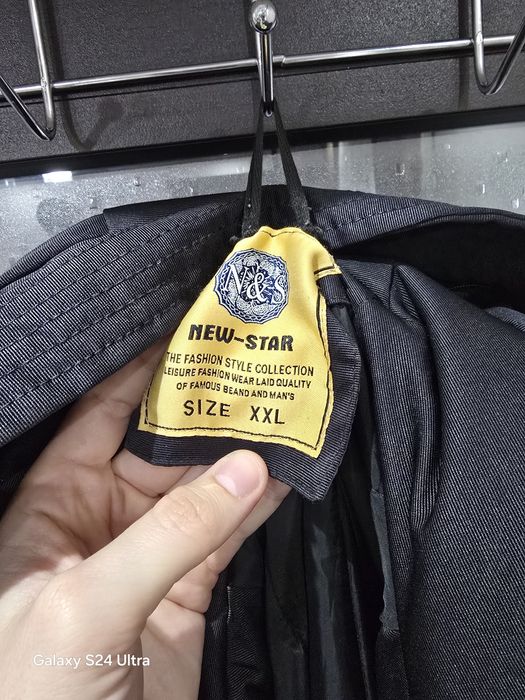 N&S
NEW-STAR
THE FASHION STYLE COLLECTION
LEISURE FASHION WEAR LAID QUALITY
OF FAMOUS BEAND AND MAN'S
SIZE XXL
Galaxy S24 Ultra